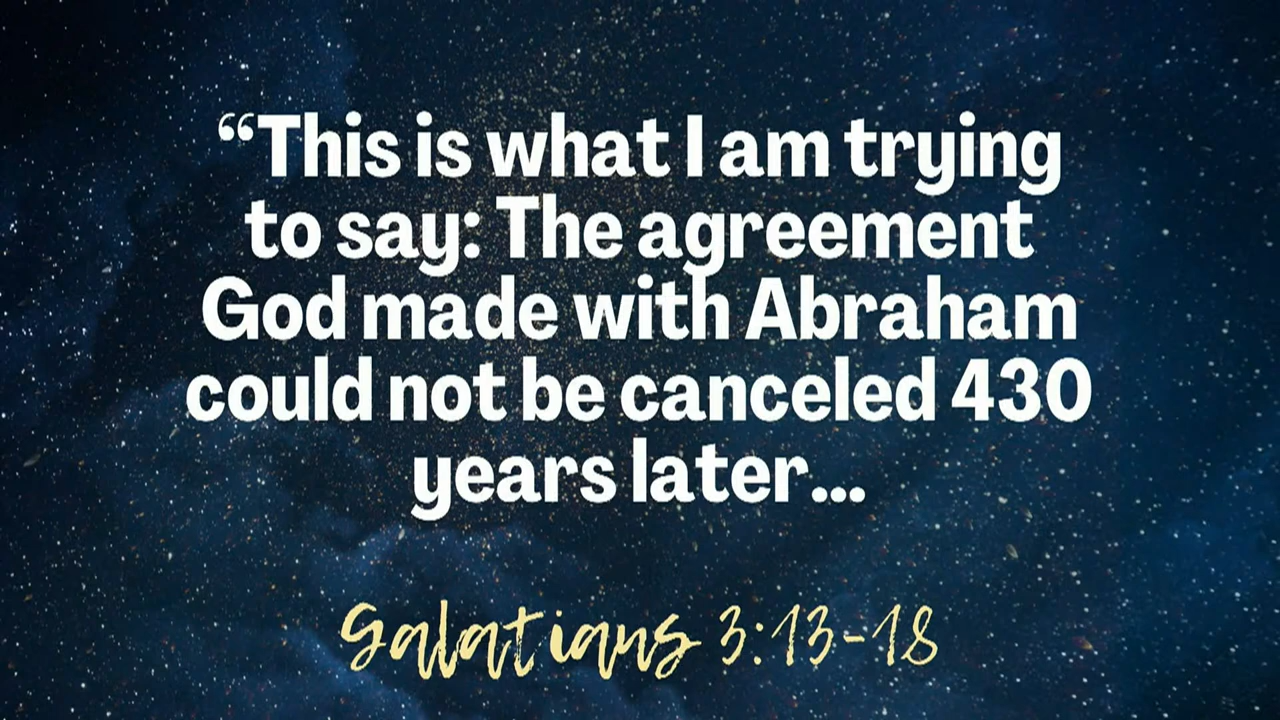 “This is what I am trying
to say: The agreement
God made with Abraham
could not be canceled 430
years later...
Galatians 3:13-18